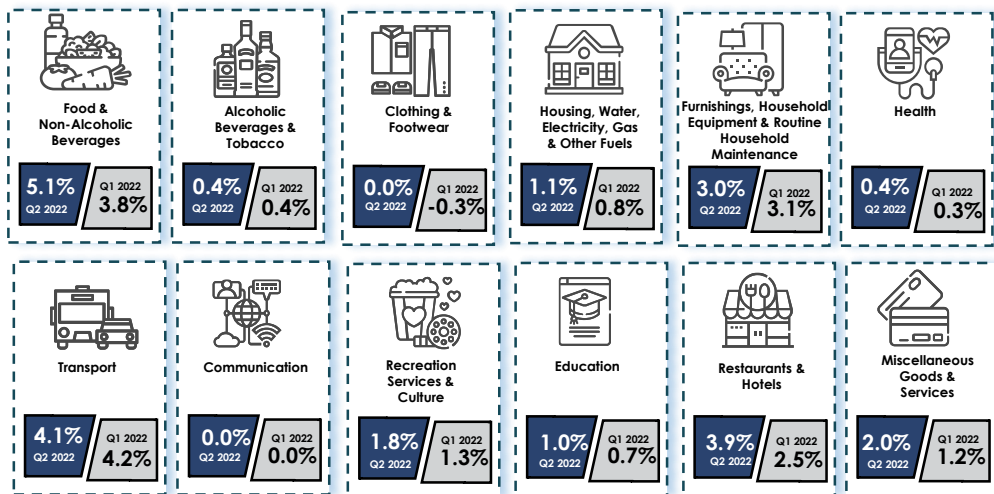 Food &
Non-Alcoholic
Beverages
5.1%
Q2 2022
Q1 2022
3.8%
Alcoholic
Beverages &
Tobacco
0.4%
Q2 2022
Q1 2022
0.4%
Clothing &
Footwear
0.0%
Q2 2022
Q1 2022
-0.3%
Housing, Water,
Electricity, Gas
& Other Fuels
1.1%
Q2 2022
Q1 2022
0.8%
Furnishings, Household
Equipment & Routine
Household
Maintenance
3.0%
Q2 2022
Q1 2022
3.1%
Health
0.4%
Q2 2022
Q1 2022
0.3%
Transport
4.1%
Q2 2022
Q1 2022
4.2%
Communication
0.0%
Q2 2022
Q1 2022
0.0%
Recreation
Services &
Culture
1.8%
Q2 2022
Q1 2022
1.3%
Education
1.0%
Q2 2022
Q1 2022
0.7%
Restaurants &
Hotels
3.9%
Q2 2022
Q1 2022
2.5%
Miscellaneous
Goods &
Services
2.0%
Q2 2022
Q1 2022
1.2%